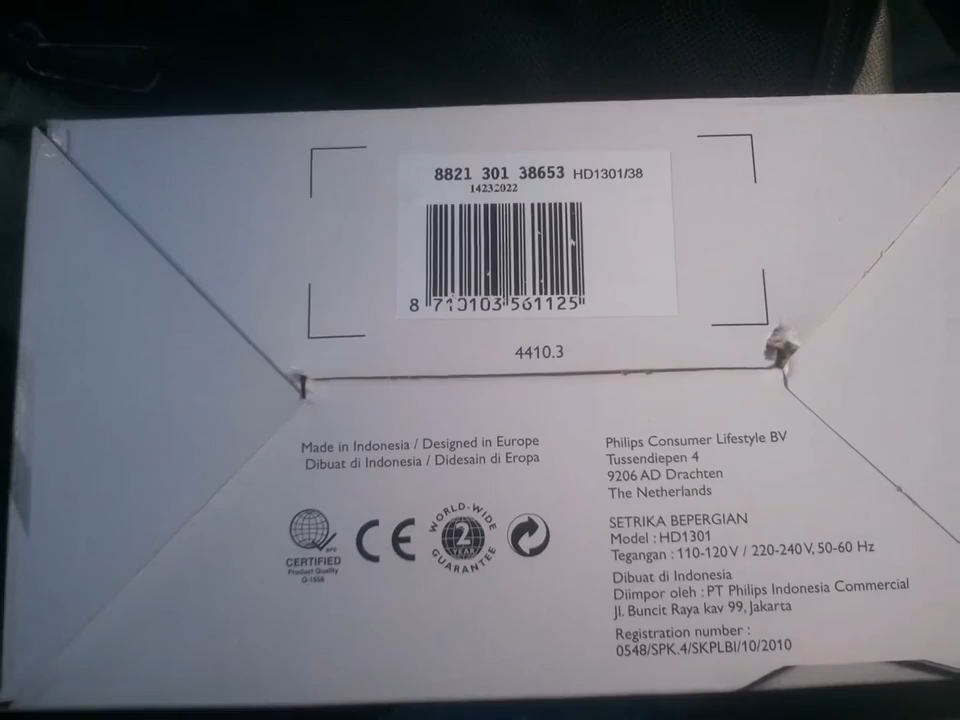 8821 301 38653 HD1301/38
14232022
8 710103 561125
4410.3
Made in Indonesia / Designed in Europe
Dibuat di Indonesia / Didesain di Eropa
CERTIFIED
Product Quality
G-1556
CE
WORLD-WIDE
2
YEAR
GUARANTEE
Philips Consumer Lifestyle BV
Tussendiepen 4
9206 AD Drachten
The Netherlands
SETRIKA BEPERGIAN
Model : HD1301
Tegangan : 110-120 V / 220-240 V, 50-60 Hz
Dibuat di Indonesia
Diimpor oleh : PT Philips Indonesia Commercial
Jl. Buncit Raya kav 99, Jakarta
Registration number :
0548/SPK.4/SKPLBI/10/2010